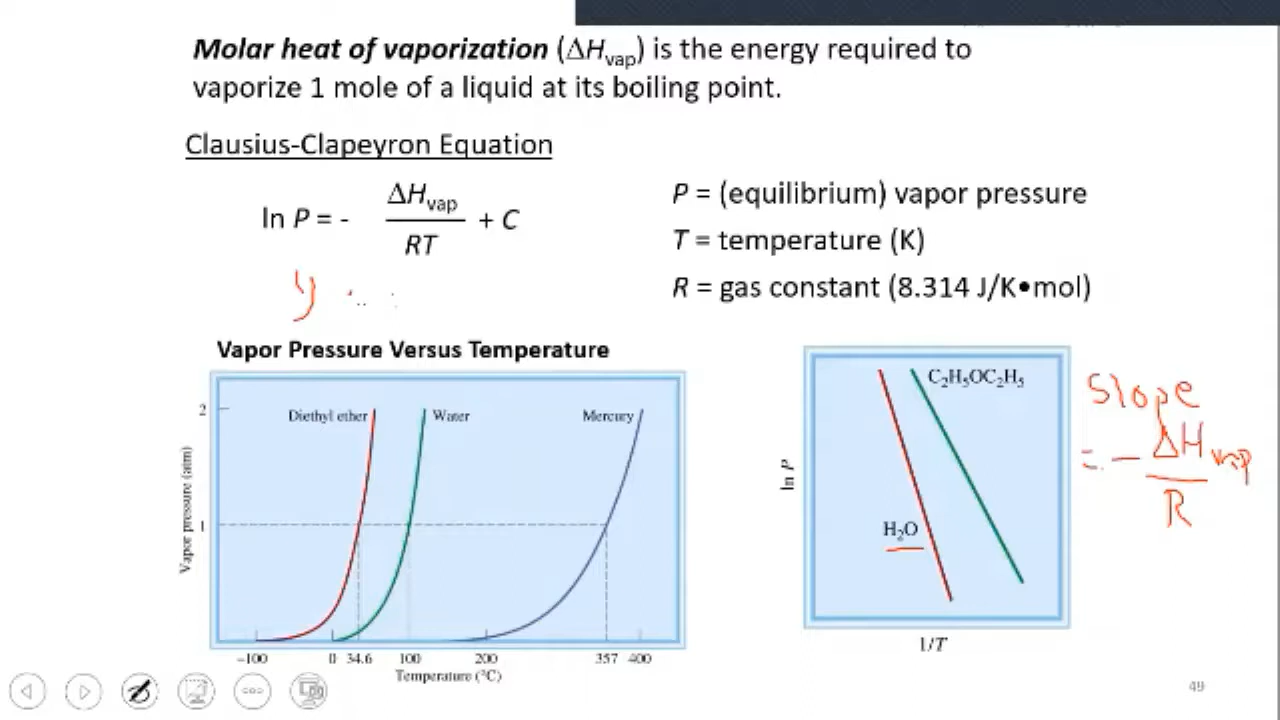 Molar heat of vaporization (ΔHvap) is the energy required to
vaporize 1 mole of a liquid at its boiling point.
Clausius-Clapeyron Equation
ln P = - ΔHvap / RT + C
P = (equilibrium) vapor pressure
T = temperature (K)
R = gas constant (8.314 J/K•mol)
y
Vapor Pressure Versus Temperature
Vapor pressure (atm)
2
1
Diethyl ether
Water
Mercury
-100 0 34.6 100 200 357 400
Temperature (°C)
ln P
C2H5OC2H5
H2O
1/T
Slope
= - ΔHvap
R
49